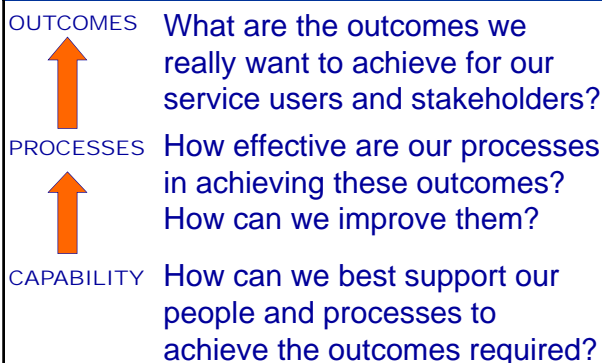 OUTCOMES What are the outcomes we
really want to achieve for our
service users and stakeholders?
PROCESSES How effective are our processes
in achieving these outcomes?
How can we improve them?
CAPABILITY How can we best support our
people and processes to
achieve the outcomes required?